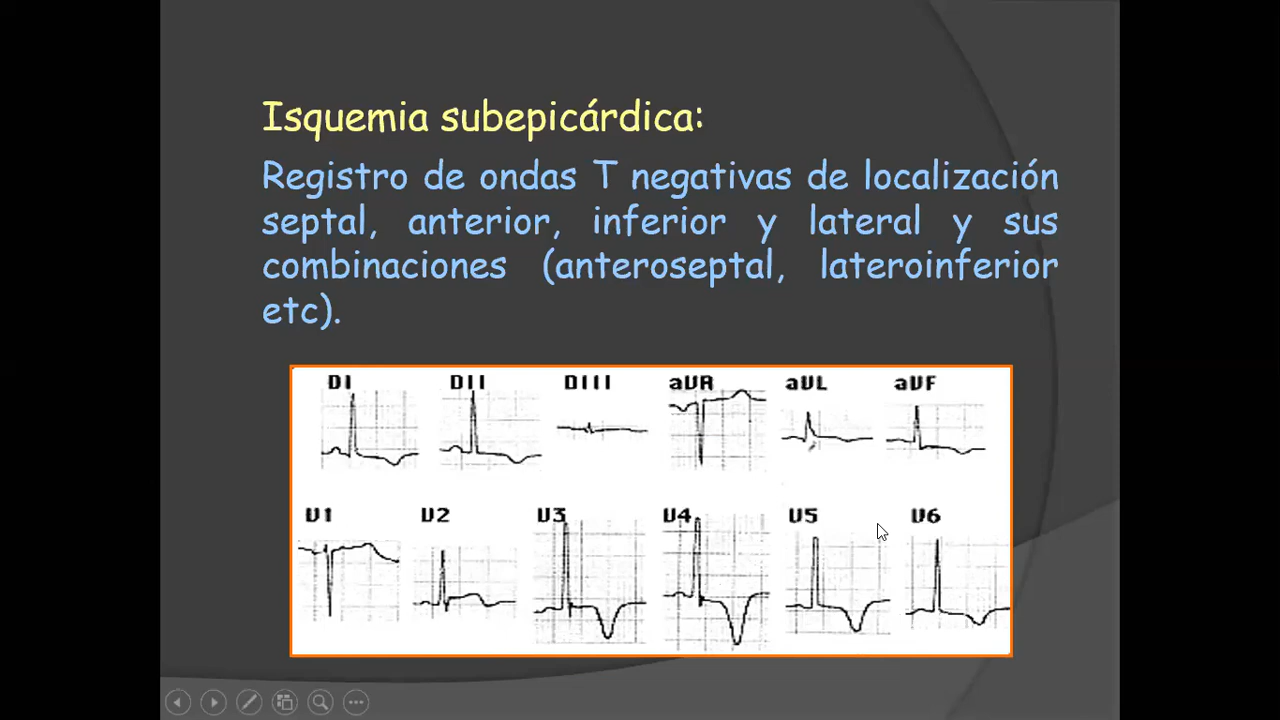 Isquemia subepicárdica:
Registro de ondas T negativas de localización
septal, anterior, inferior y lateral y sus
combinaciones (anteroseptal, lateroinferior
etc).
DI DII DIII aVR aVL aVF
V1 V2 V3 V4 V5 V6